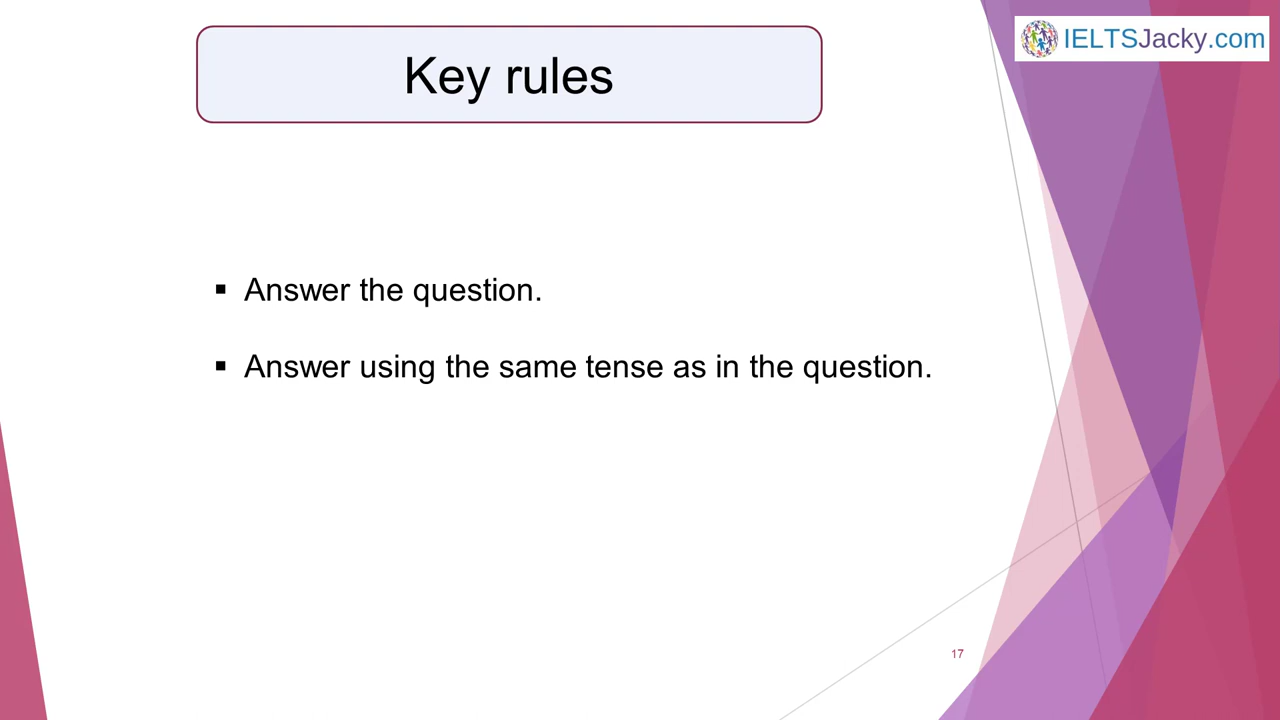 IELTSJacky.com
Key rules
▪ Answer the question.
▪ Answer using the same tense as in the question.
17